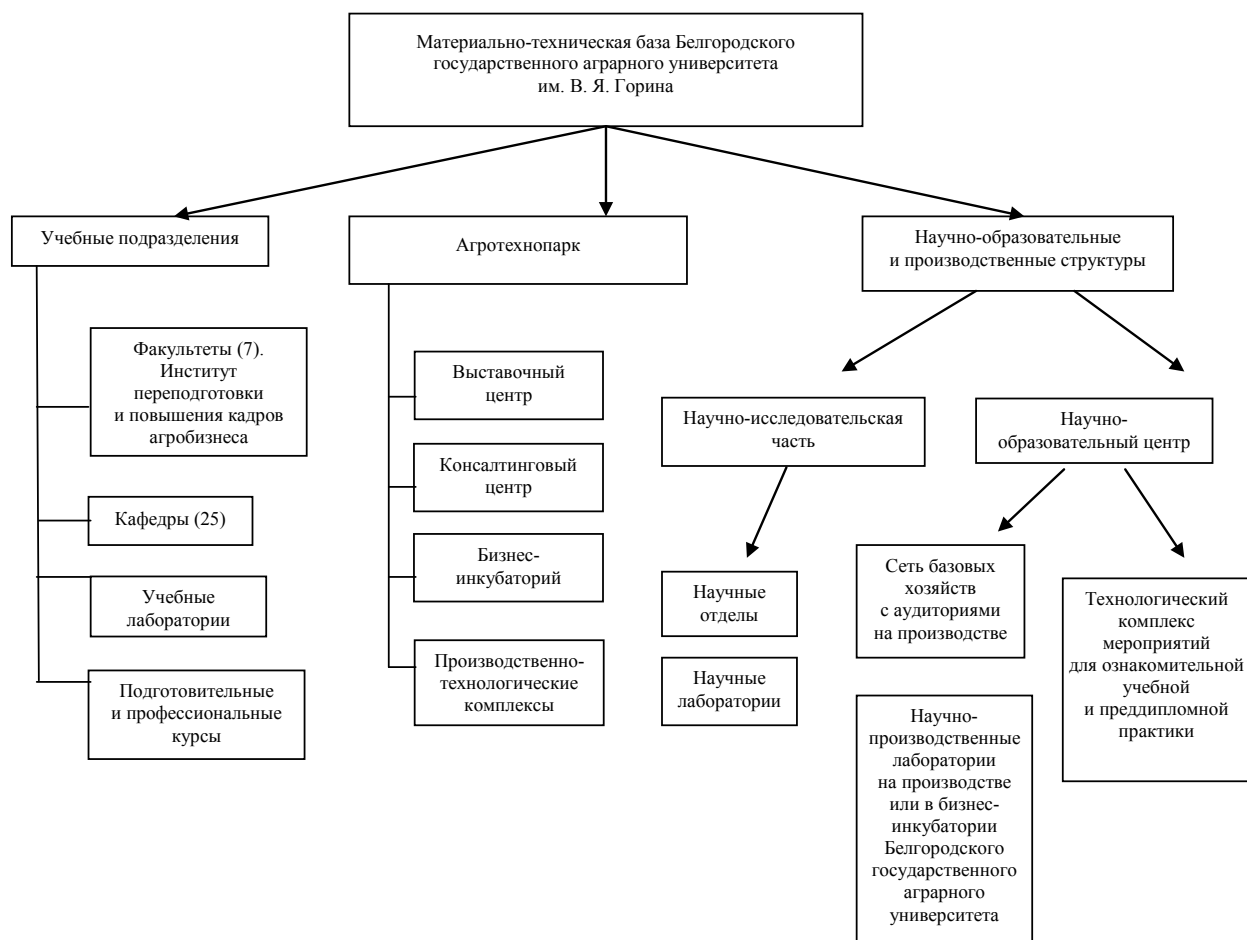 Материально-техническая база Белгородского
государственного аграрного университета
им. В. Я. Горина
Учебные подразделения
Агротехнопарк
Научно-образовательные
и производственные структуры
Факультеты (7).
Институт
переподготовки
и повышения кадров
агробизнеса
Кафедры (25)
Учебные
лаборатории
Подготовительные
и профессиональные
курсы
Выставочный
центр
Консалтинговый
центр
Бизнес-
инкубаторий
Производственно-
технологические
комплексы
Научно-исследовательская
часть
Научные
отделы
Научные
лаборатории
Научно-
образовательный центр
Сеть базовых
хозяйств
с аудиториями
на производстве
Научно-
производственные
лаборатории
на производстве
или в бизнес-
инкубатории
Белгородского
государственного
аграрного
университета
Технологический
комплекс
мероприятий
для ознакомительной
учебной
и преддипломной
практики